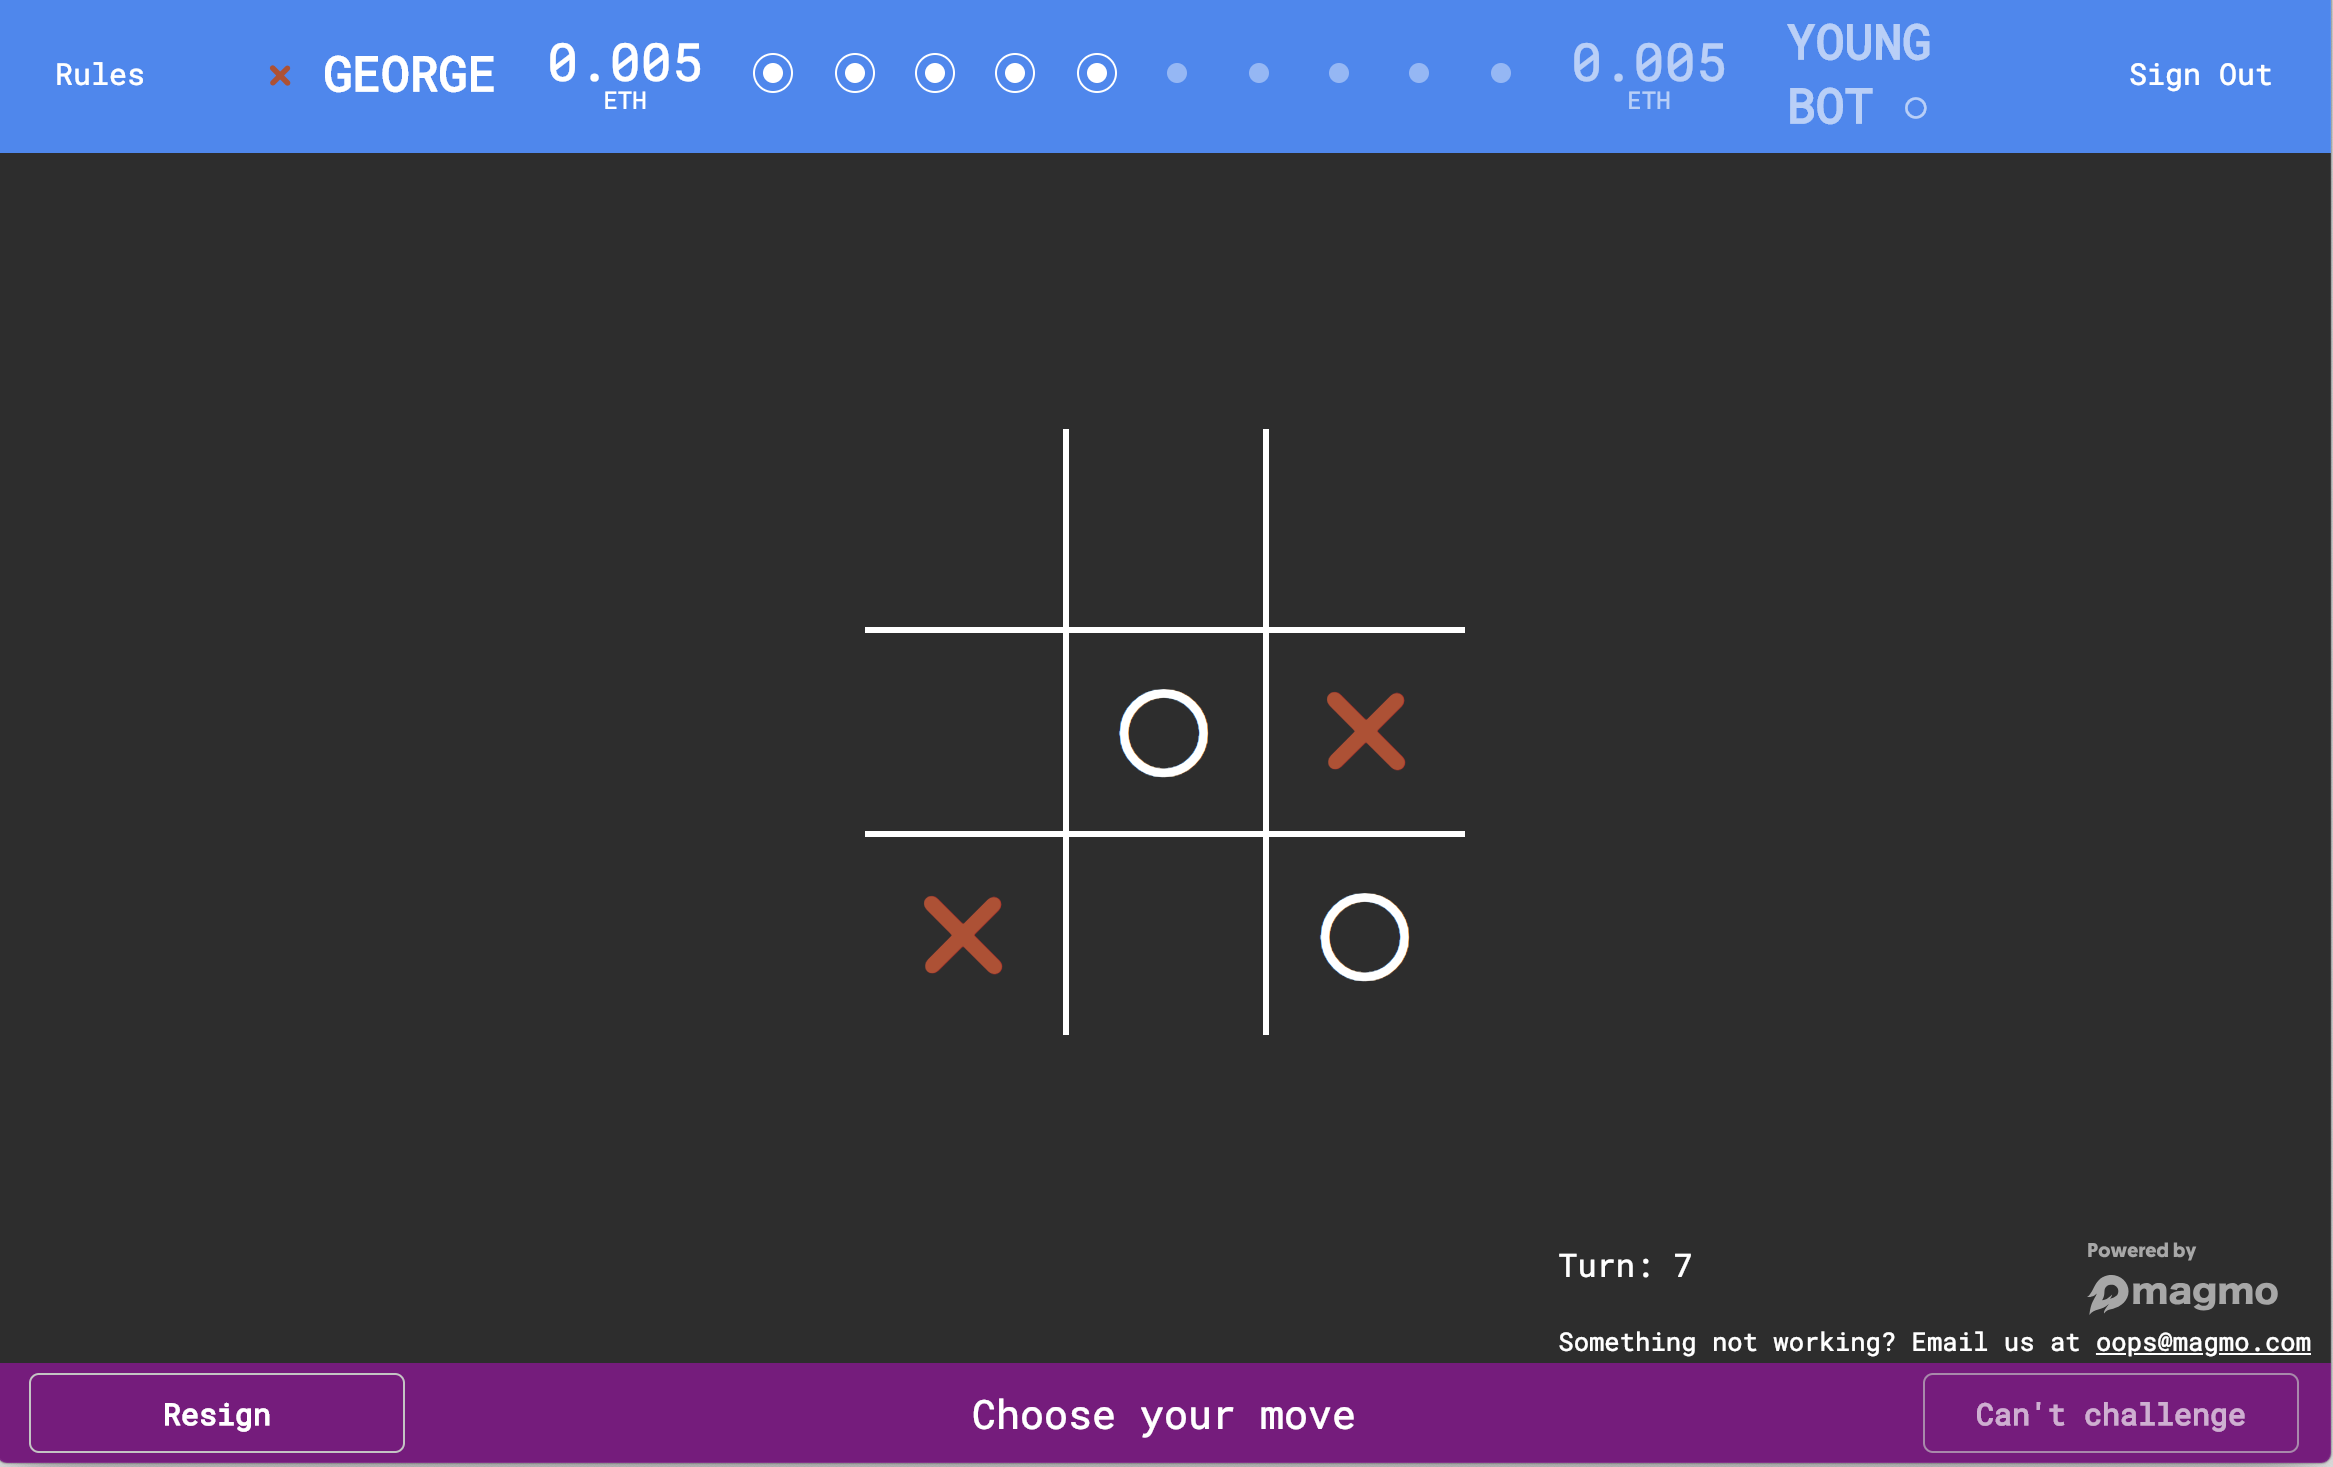 Rules
GEORGE
0.005
ETH
0.005
ETH
YOUNG
BOT
Sign Out
Turn: 7
Powered by
magmo
Something not working? Email us at oops@magmo.com
Resign
Choose your move
Can't challenge